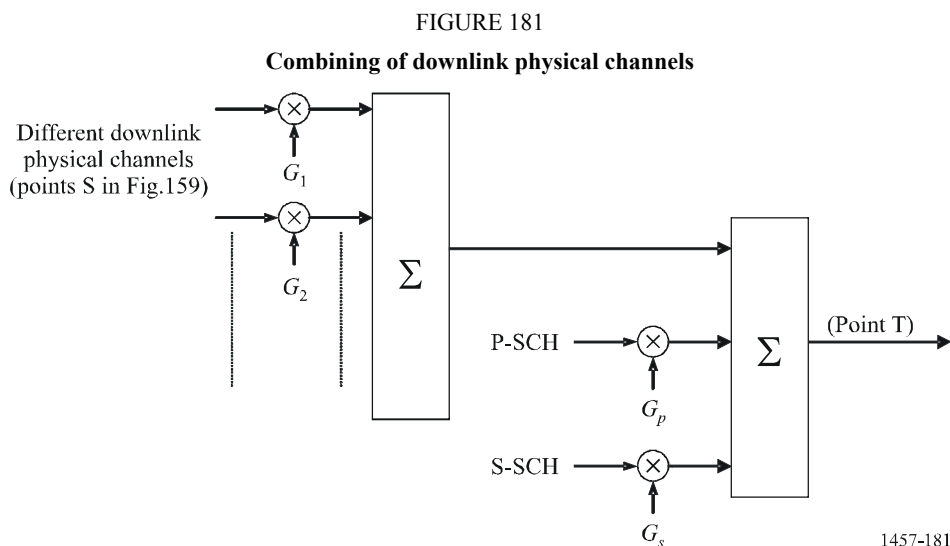 FIGURE 181
Combining of downlink physical channels
Different downlink
physical channels
(points S in Fig.159)
×
G1
×
G2
Σ
P-SCH
×
Gp
S-SCH
×
Gs
Σ
(Point T)
1457-181